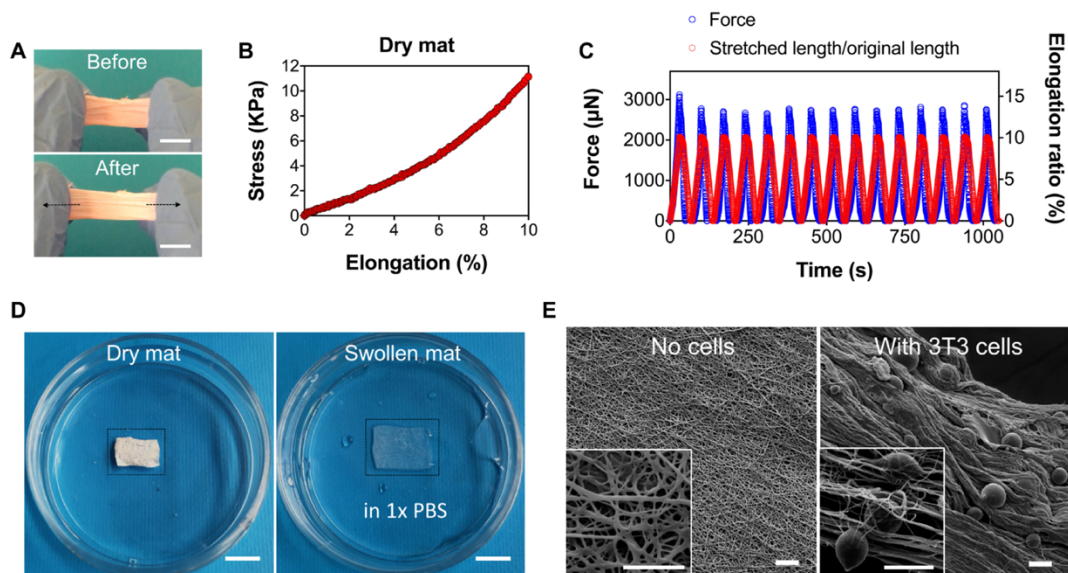 A
Before
After
B
Dry mat
Stress (KPa)
12
10
8
6
4
2
0
0 2 4 6 8 10
Elongation (%)
C
Force
Stretched length/original length
Force (µN)
3000
2000
1000
0
Elongation ratio (%)
15
10
5
0
0 250 500 750 1000
Time (s)
D
Dry mat
Swollen mat
in 1x PBS
E
No cells
With 3T3 cells